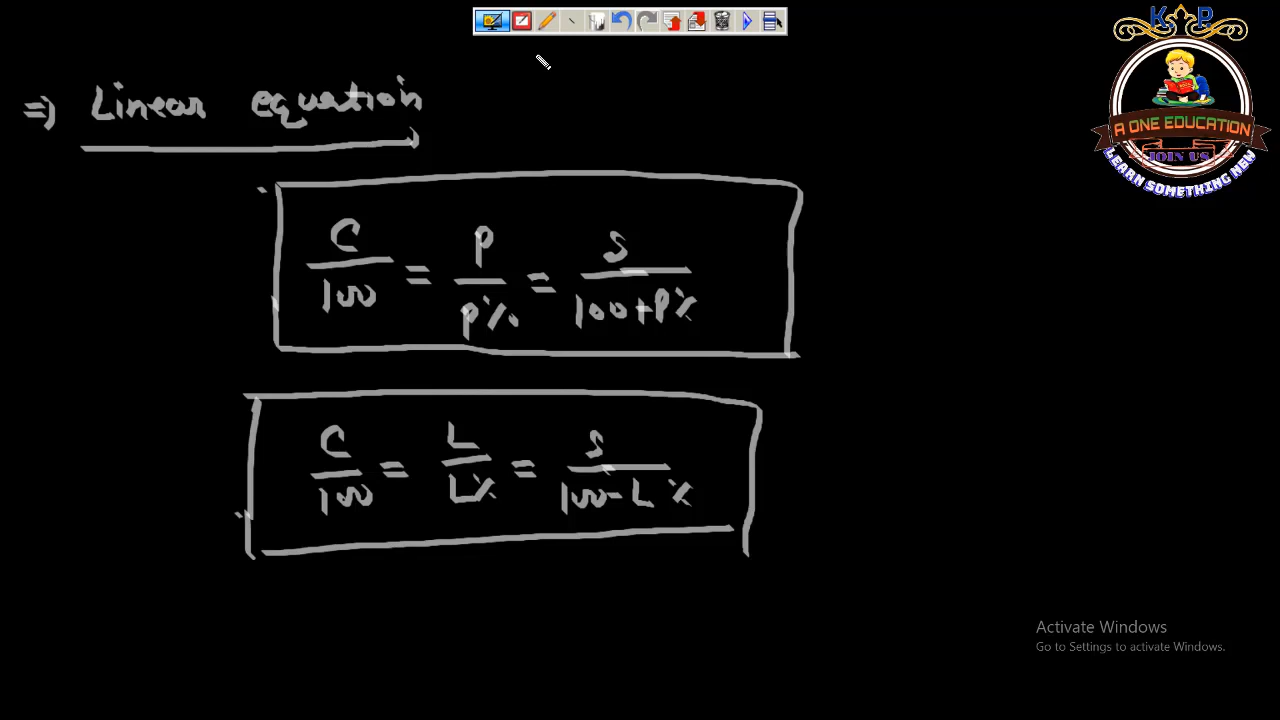 K P
A ONE EDUCATION
JOIN US
LEARN SOMETHING NEW
=> Linear equation
C/100 = P/P% = S/100+P%
C/100 = L/L% = S/100-L%
Activate Windows
Go to Settings to activate Windows.